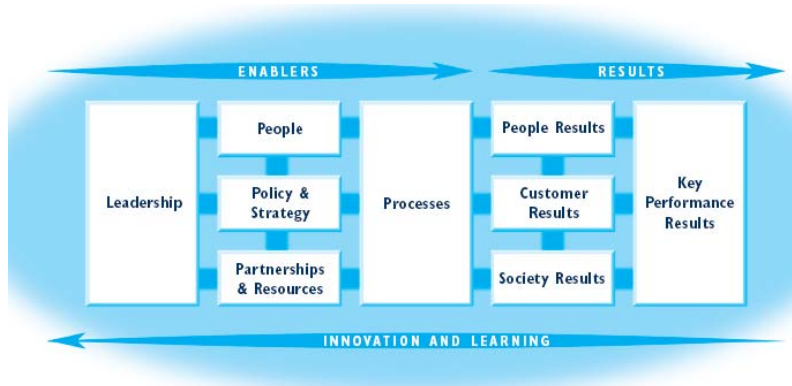 ENABLERS
RESULTS
People
People Results
Leadership
Policy &
Strategy
Processes
Customer
Results
Key
Performance
Results
Partnerships
& Resources
Society Results
INNOVATION AND LEARNING